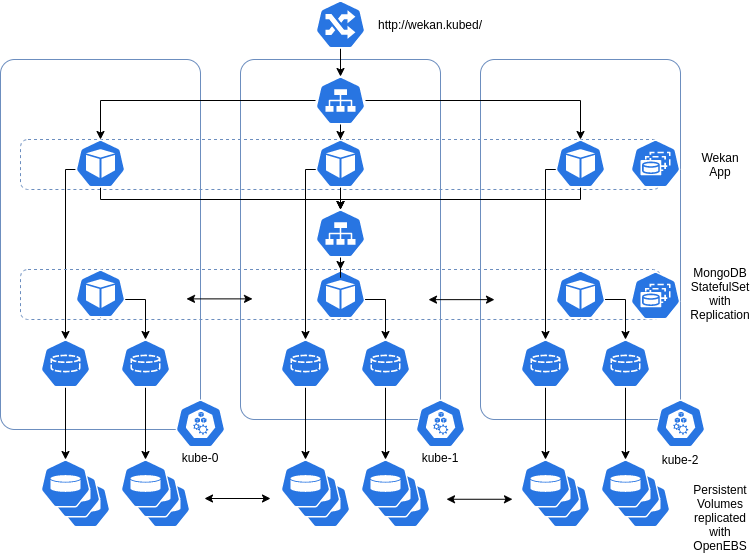 http://wekan.kubed/
Wekan
App
MongoDB
StatefulSet
with
Replication
kube-0
kube-1
kube-2
Persistent
Volumes
replicated
with
OpenEBS